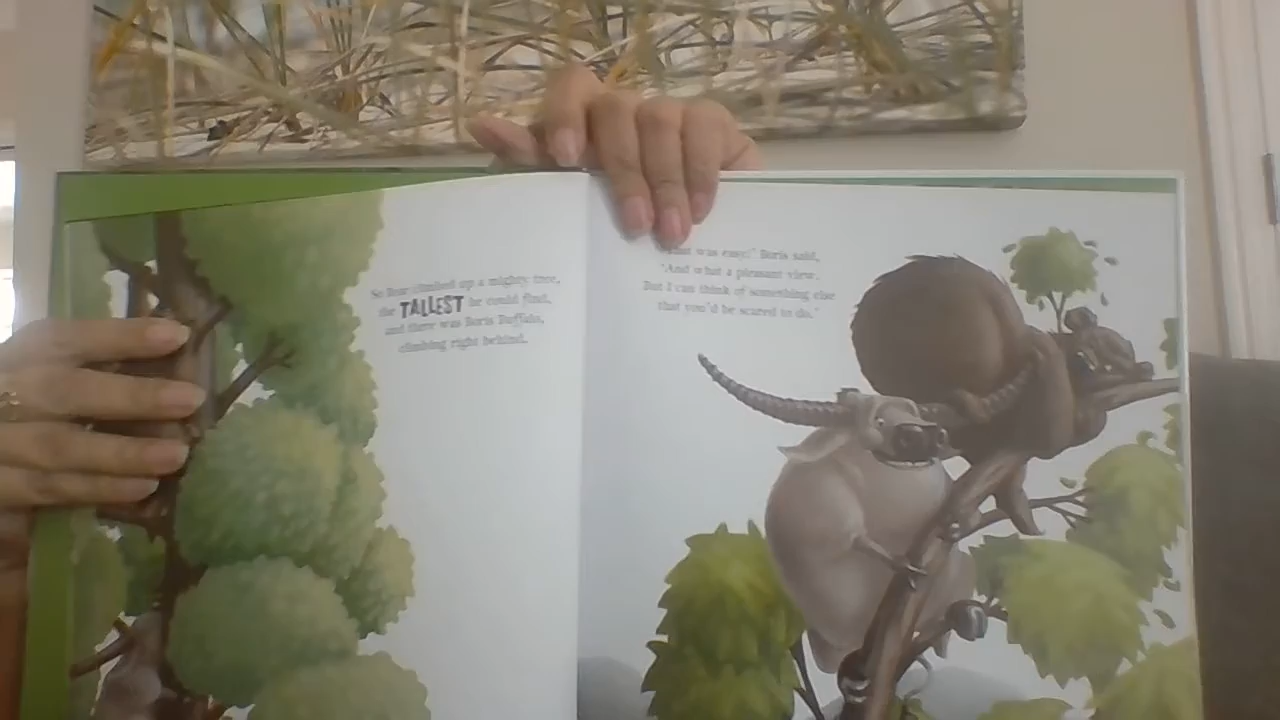 So Bear climbed up a mighty tree,
the TALLEST he could find,
and there was Boris Buffalo,
climbing right behind.
was easy!" Boris said,
"And what a pleasant view.
But I can think of something else
that you'd be scared to do."